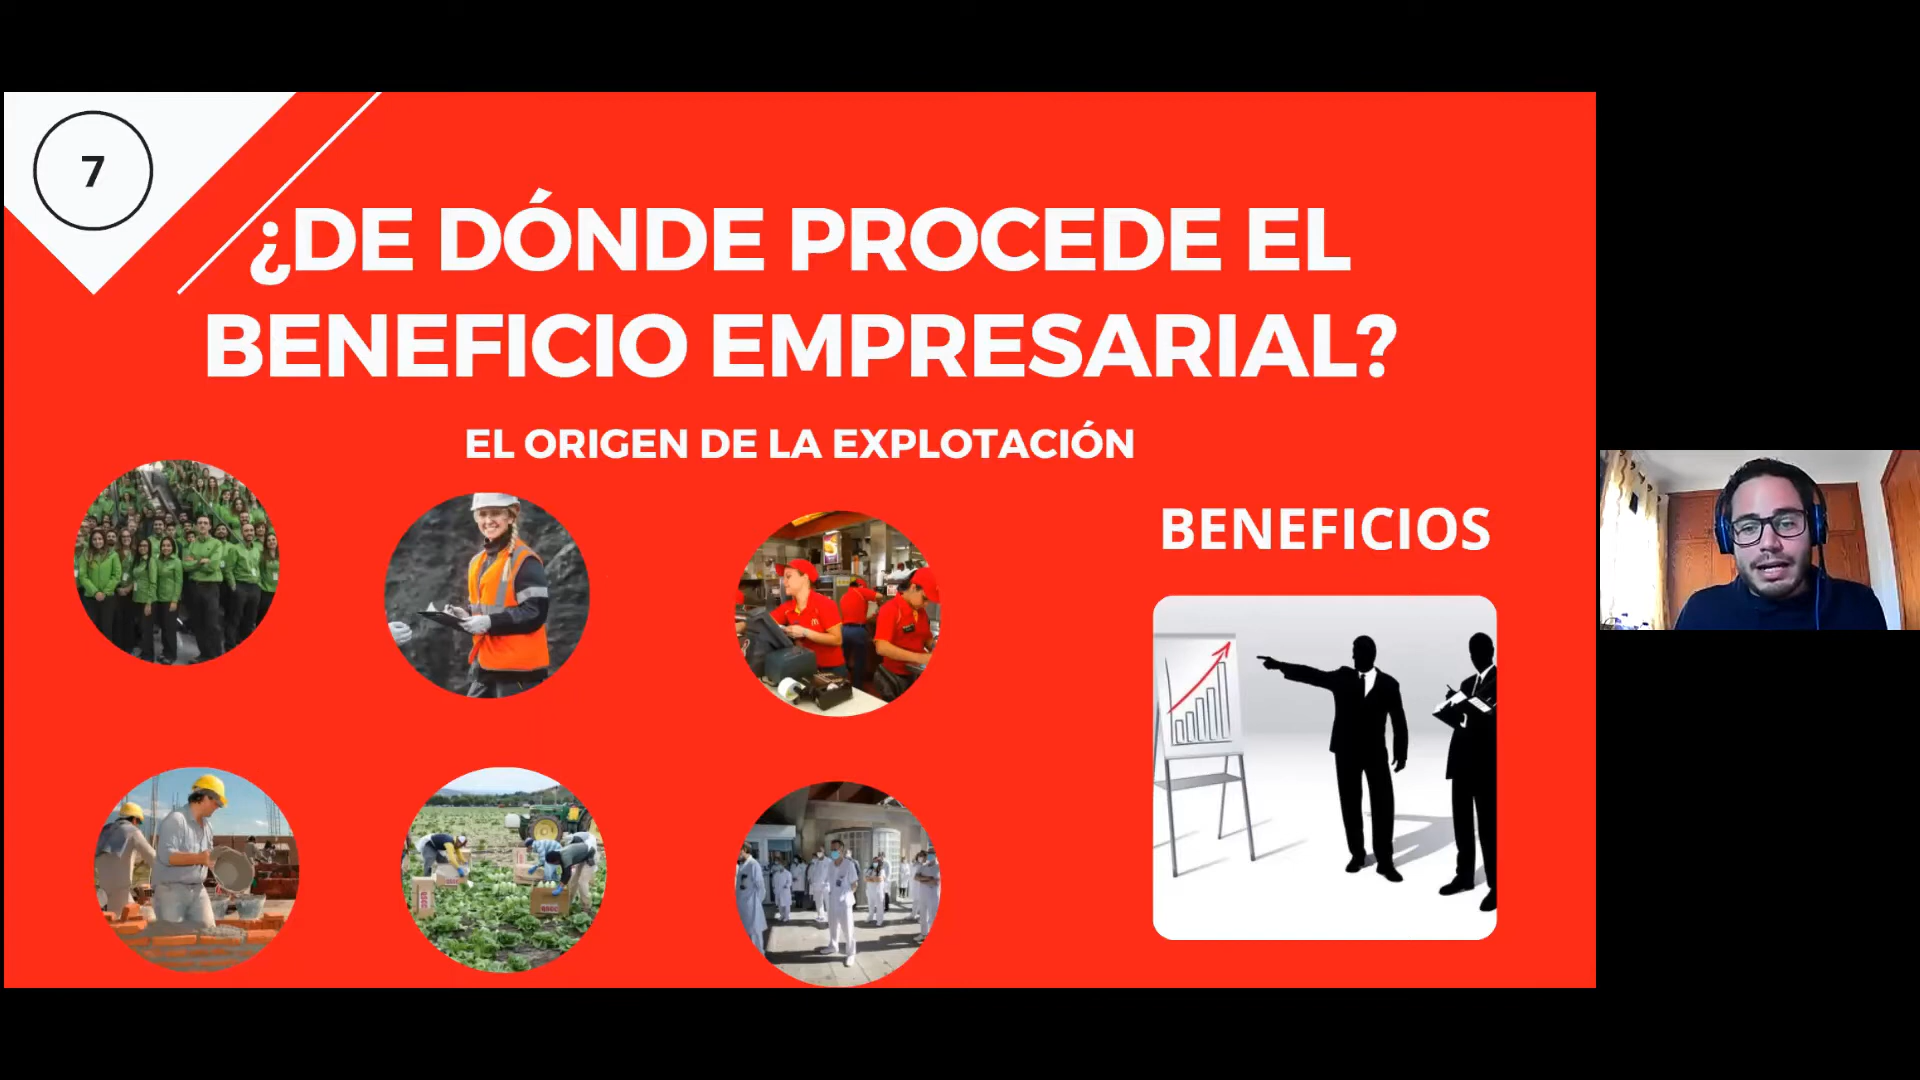 7
¿DE DÓNDE PROCEDE EL
BENEFICIO EMPRESARIAL?
EL ORIGEN DE LA EXPLOTACIÓN
BENEFICIOS